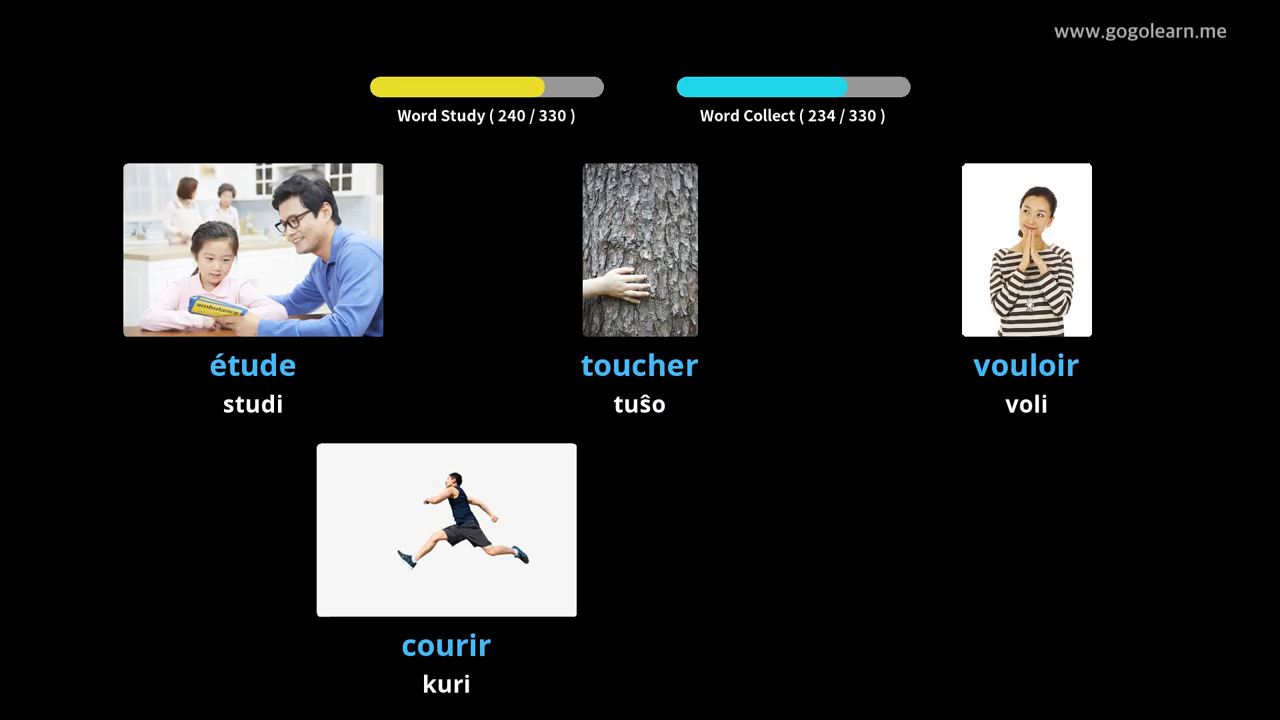 www.gogolearn.me
Word Study ( 240 / 330 )
Word Collect ( 234 / 330 )
ambulance
étude
studi
toucher
tuŝo
vouloir
voli
courir
kuri